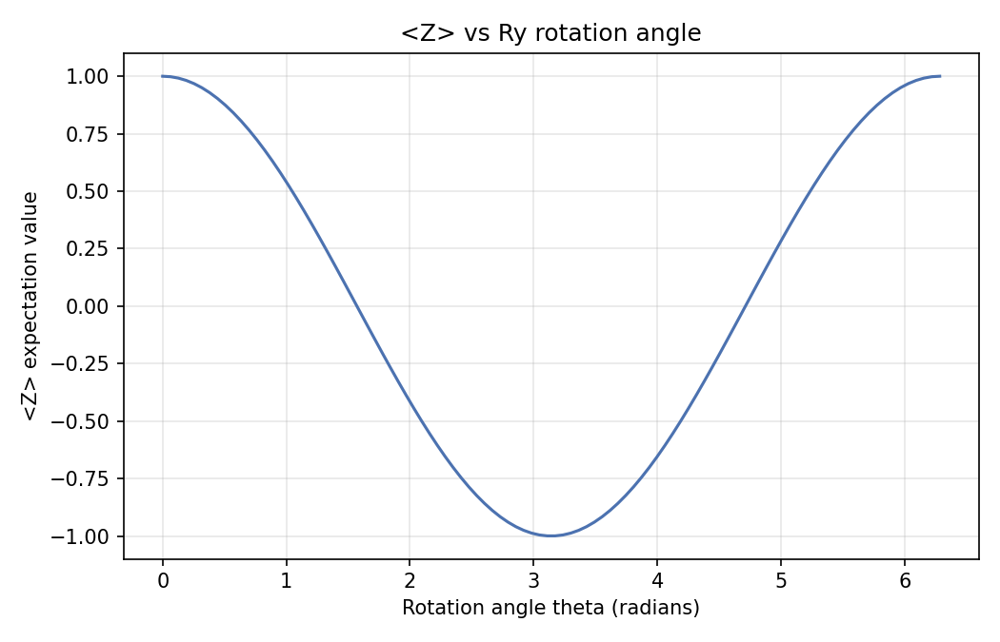 <Z> vs Ry rotation angle
<Z> expectation value
1.00
0.75
0.50
0.25
0.00
−0.25
−0.50
−0.75
−1.00
0 1 2 3 4 5 6
Rotation angle theta (radians)